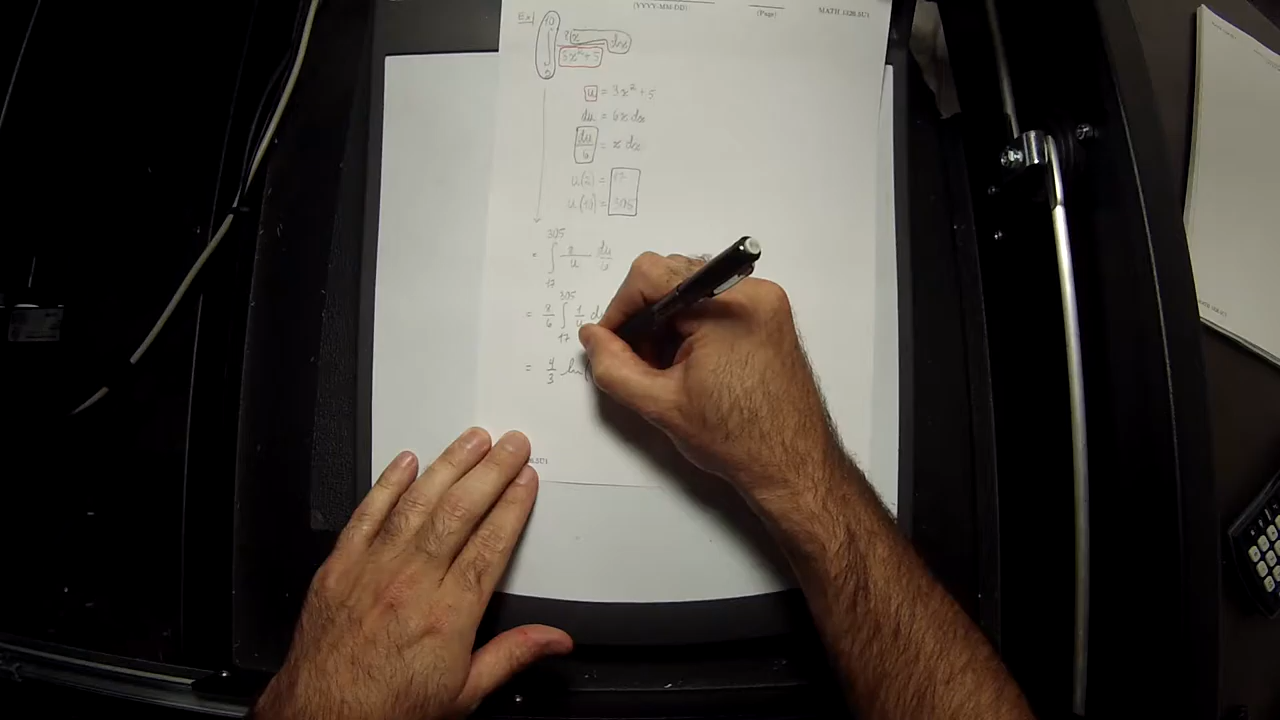 (YYYY-MM-DD) (Page) MATH 1228.SU1
Ex)
∫ 10 2 8x dx / 3x² + 5
u = 3x² + 5
du = 6x dx
du/6 = x dx
u(2) = 17
u(10) = 305
= ∫ 305 17 8/u du/6
= 8/6 ∫ 305 17 1/u du
= 4/3 ln(
.SU1